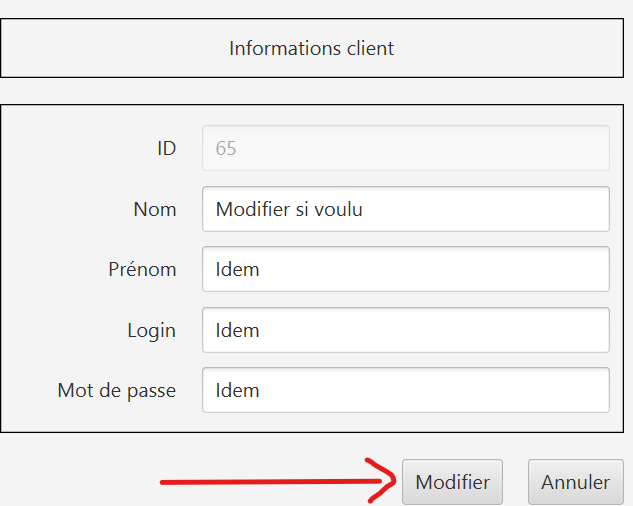 Informations client
ID 65
Nom Modifier si voulu
Prénom Idem
Login Idem
Mot de passe Idem
Modifier Annuler